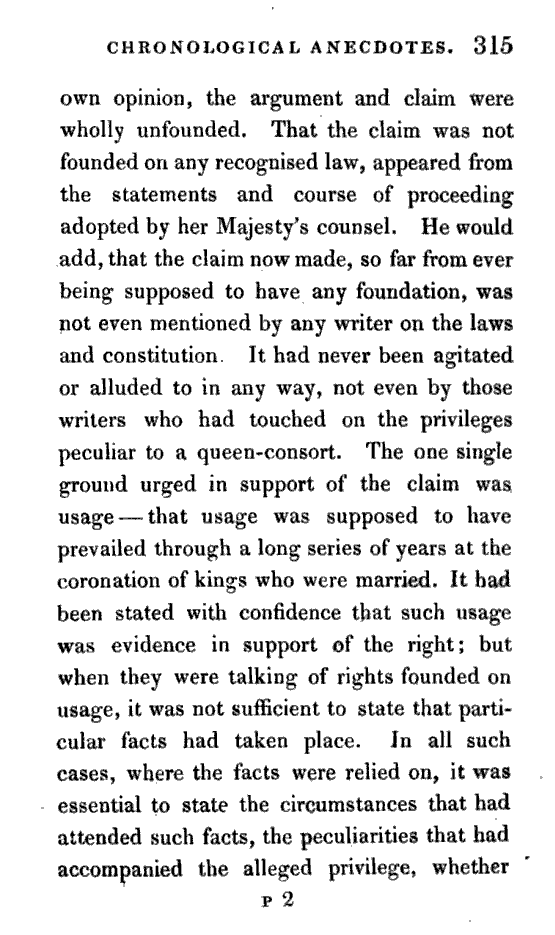 CHRONOLOGICAL ANECDOTES. 315
own opinion, the argument and claim were
wholly unfounded. That the claim was not
founded on any recognised law, appeared from
the statements and course of proceeding
adopted by her Majesty's counsel. He would
add, that the claim now made, so far from ever
being supposed to have any foundation, was
not even mentioned by any writer on the laws
and constitution. It had never been agitated
or alluded to in any way, not even by those
writers who had touched on the privileges
peculiar to a queen-consort. The one single
ground urged in support of the claim was
usage — that usage was supposed to have
prevailed through a long series of years at the
coronation of kings who were married. It had
been stated with confidence that such usage
was evidence in support of the right; but
when they were talking of rights founded on
usage, it was not sufficient to state that parti-
cular facts had taken place. In all such
cases, where the facts were relied on, it was
essential to state the circumstances that had
attended such facts, the peculiarities that had
accompanied the alleged privilege, whether
P 2